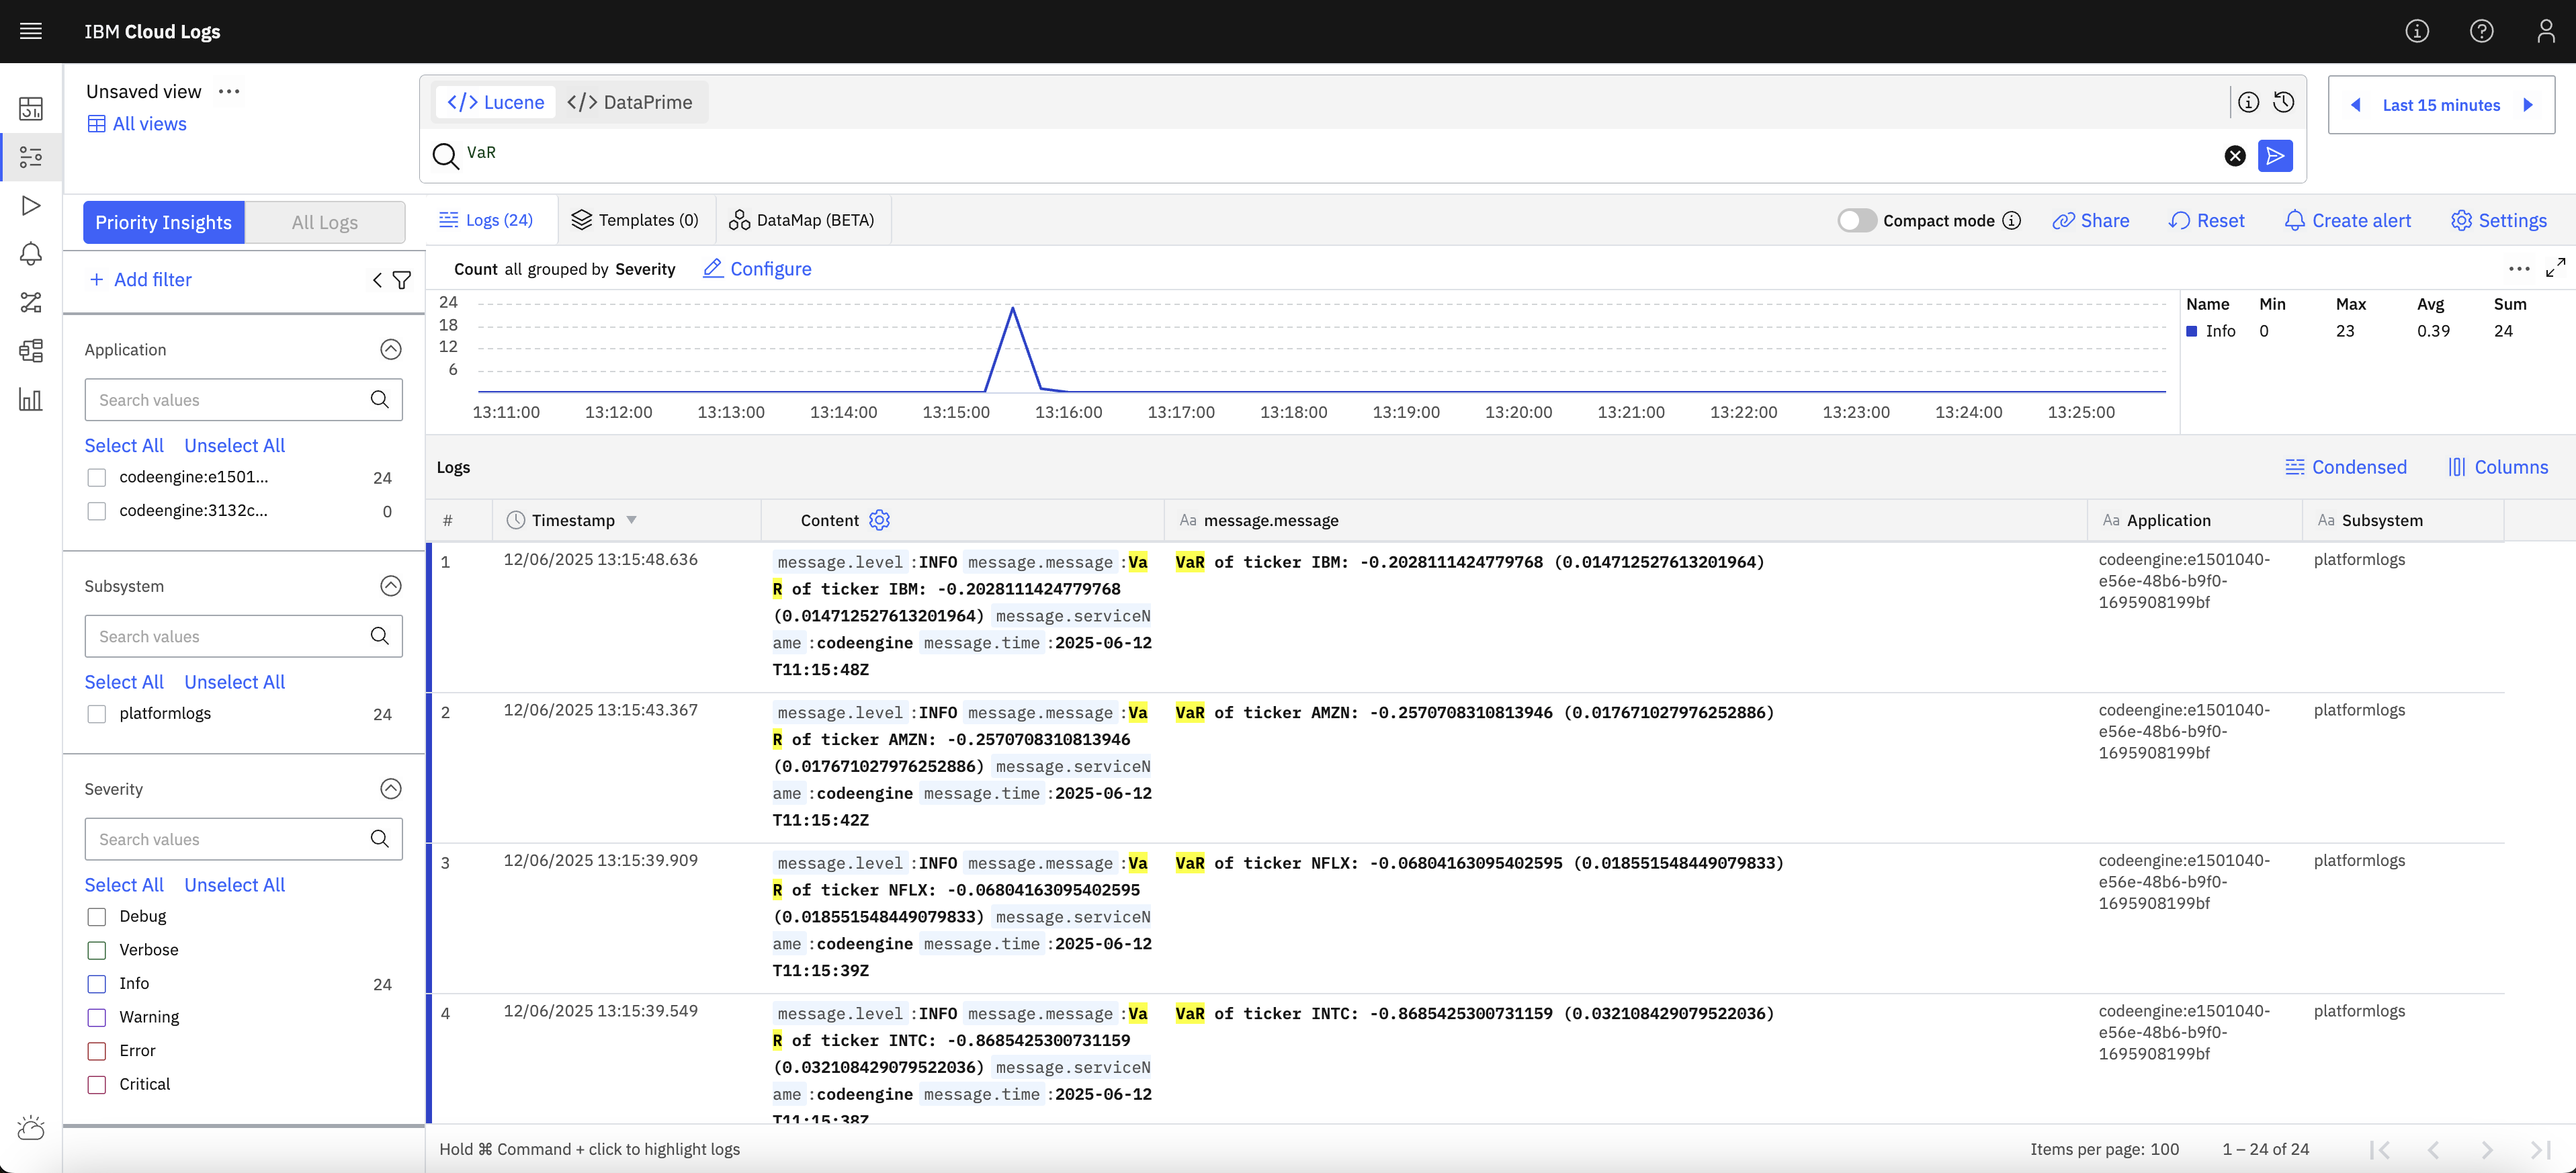 IBM Cloud Logs
Unsaved view ...
All views
</> Lucene </> DataPrime
VaR
Last 15 minutes
Priority Insights All Logs
Logs (24) Templates (0) DataMap (BETA)
Compact mode Share Reset Create alert Settings
+ Add filter
Application
Search values
Select All Unselect All
codeengine:e1501... 24
codeengine:3132c... 0
Subsystem
Search values
Select All Unselect All
platformlogs 24
Severity
Search values
Select All Unselect All
Debug
Verbose
Info 24
Warning
Error
Critical
Count all grouped by Severity Configure
24
18
12
6
13:11:00 13:12:00 13:13:00 13:14:00 13:15:00 13:16:00 13:17:00 13:18:00 13:19:00 13:20:00 13:21:00 13:22:00 13:23:00 13:24:00 13:25:00
Name Min Max Avg Sum
Info 0 23 0.39 24
Logs
Condensed Columns
# Timestamp Content Aa message.message Aa Application Aa Subsystem
1 12/06/2025 13:15:48.636
message.level :INFO message.message :Va
R of ticker IBM: -0.2028111424779768
(0.014712527613201964) message.serviceN
ame :codeengine message.time :2025-06-12
T11:15:48Z
VaR of ticker IBM: -0.2028111424779768 (0.014712527613201964)
codeengine:e1501040-
e56e-48b6-b9f0-
1695908199bf
platformlogs
2 12/06/2025 13:15:43.367
message.level :INFO message.message :Va
R of ticker AMZN: -0.2570708310813946
(0.017671027976252886) message.serviceN
ame :codeengine message.time :2025-06-12
T11:15:42Z
VaR of ticker AMZN: -0.2570708310813946 (0.017671027976252886)
codeengine:e1501040-
e56e-48b6-b9f0-
1695908199bf
platformlogs
3 12/06/2025 13:15:39.909
message.level :INFO message.message :Va
R of ticker NFLX: -0.06804163095402595
(0.018551548449079833) message.serviceN
ame :codeengine message.time :2025-06-12
T11:15:39Z
VaR of ticker NFLX: -0.06804163095402595 (0.018551548449079833)
codeengine:e1501040-
e56e-48b6-b9f0-
1695908199bf
platformlogs
4 12/06/2025 13:15:39.549
message.level :INFO message.message :Va
R of ticker INTC: -0.8685425300731159
(0.032108429079522036) message.serviceN
ame :codeengine message.time :2025-06-12
T11:15:38Z
VaR of ticker INTC: -0.8685425300731159 (0.032108429079522036)
codeengine:e1501040-
e56e-48b6-b9f0-
1695908199bf
platformlogs
Hold ⌘ Command + click to highlight logs
Items per page: 100 1 – 24 of 24